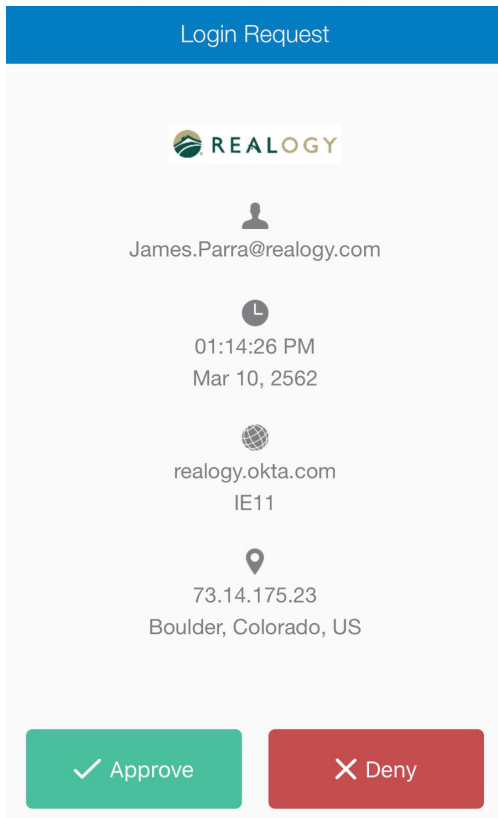 Login Request
REALOGY
James.Parra@realogy.com
01:14:26 PM
Mar 10, 2562
realogy.okta.com
IE11
73.14.175.23
Boulder, Colorado, US
Approve
Deny